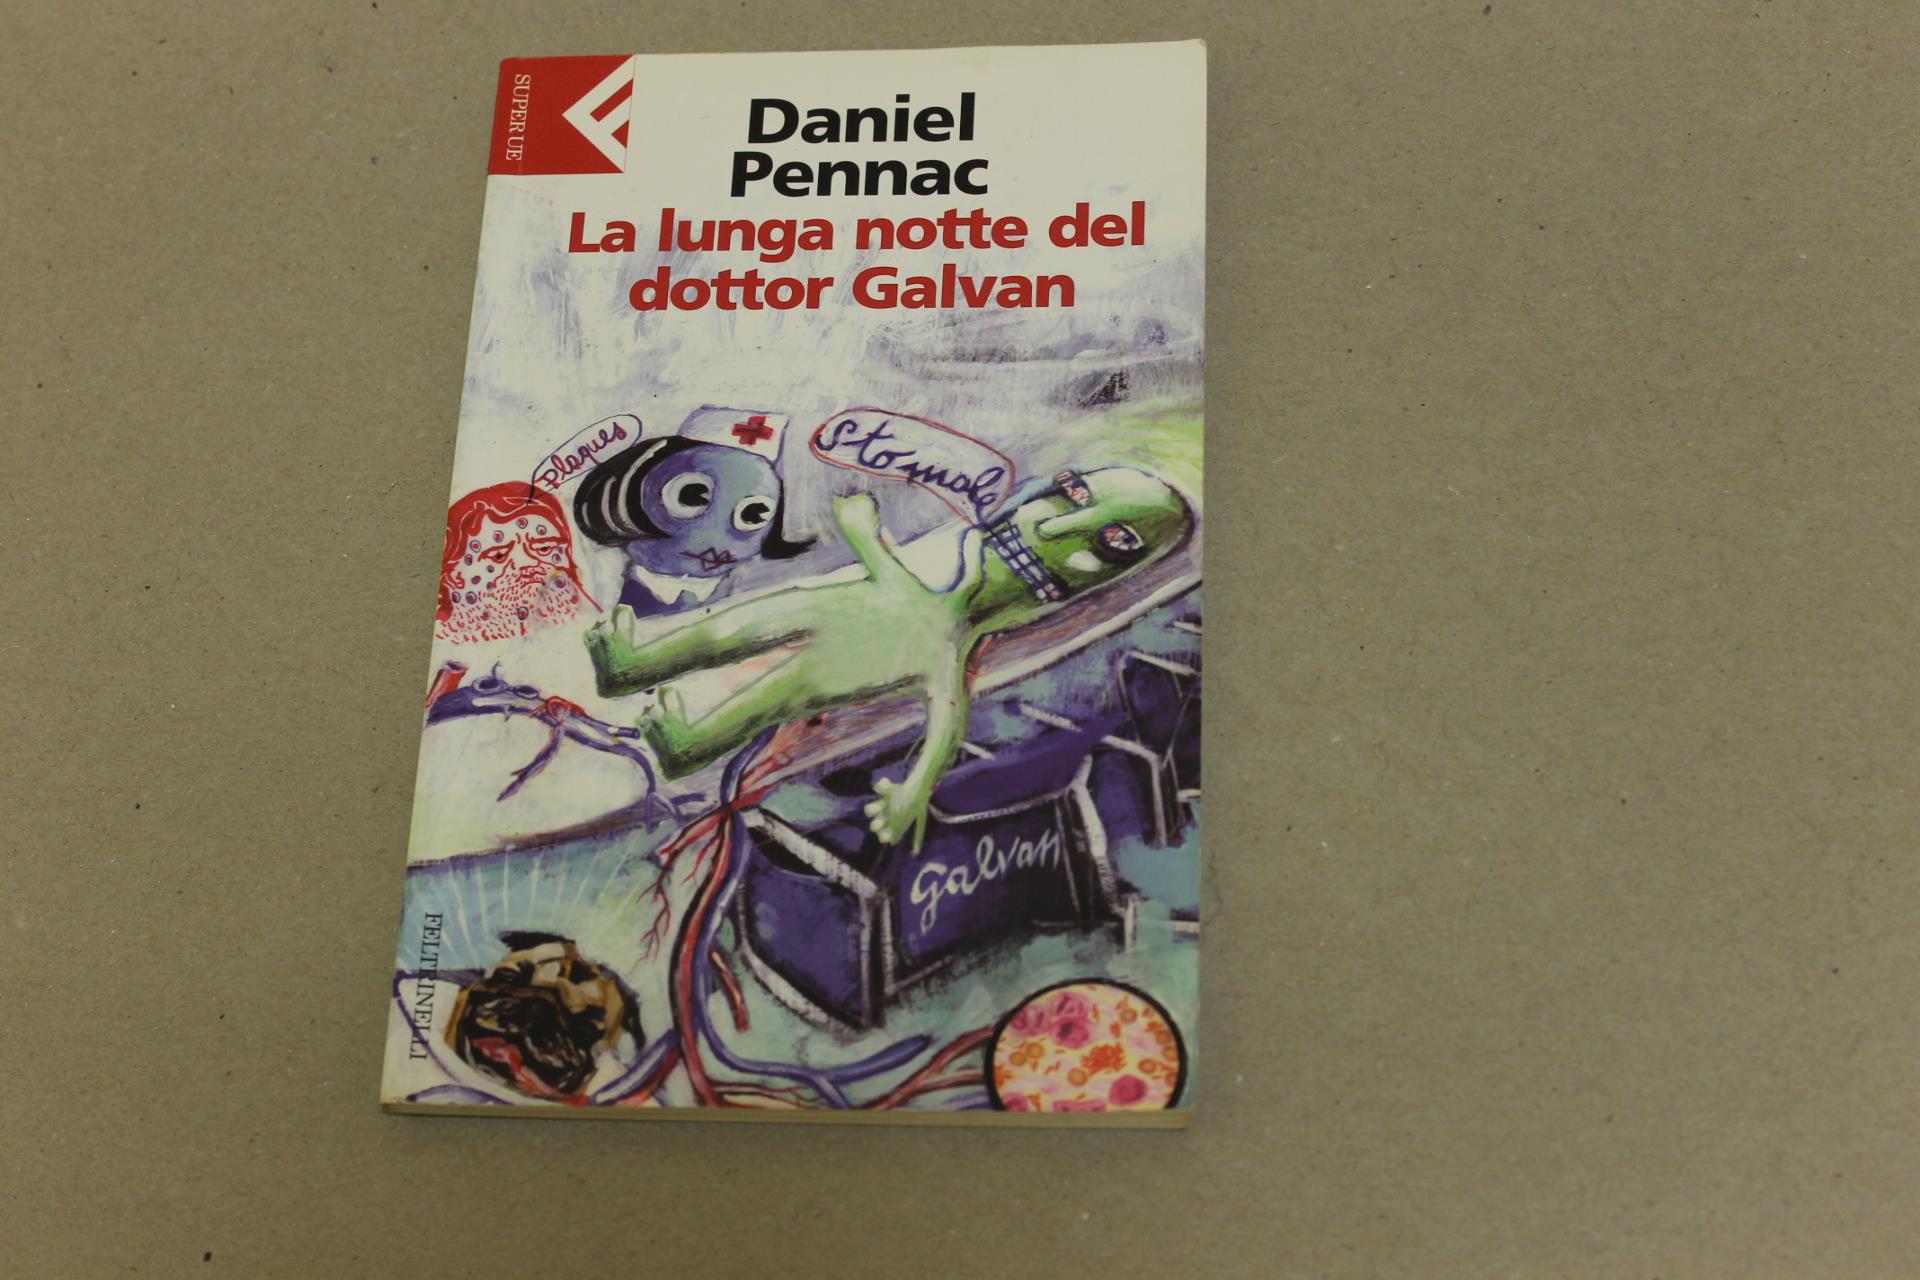 SUPER UE
Daniel
Pennac
La lunga notte del
dottor Galvan
plaques
sto male
galvan
FELTRINELLI